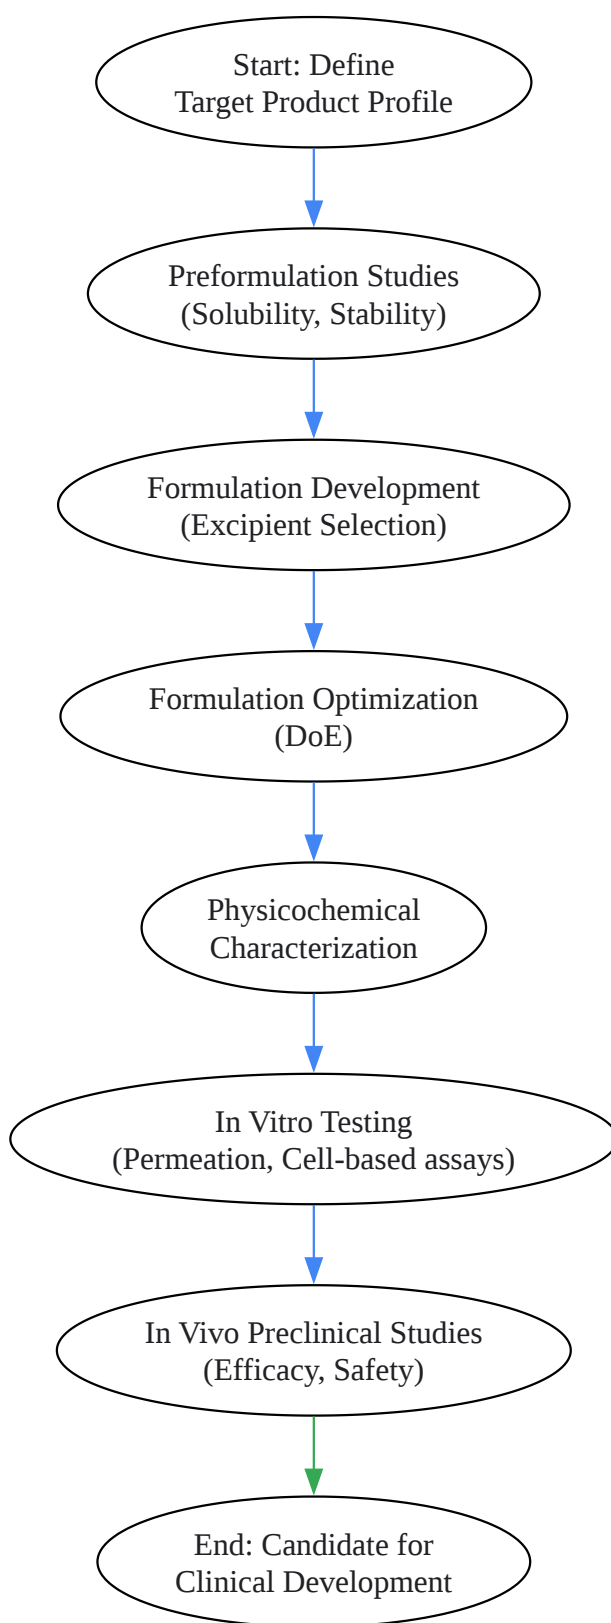 Start: Define
Target Product Profile
Preformulation Studies
(Solubility, Stability)
Formulation Development
(Excipient Selection)
Formulation Optimization
(DoE)
Physicochemical
Characterization
In Vitro Testing
(Permeation, Cell-based assays)
In Vivo Preclinical Studies
(Efficacy, Safety)
End: Candidate for
Clinical Development